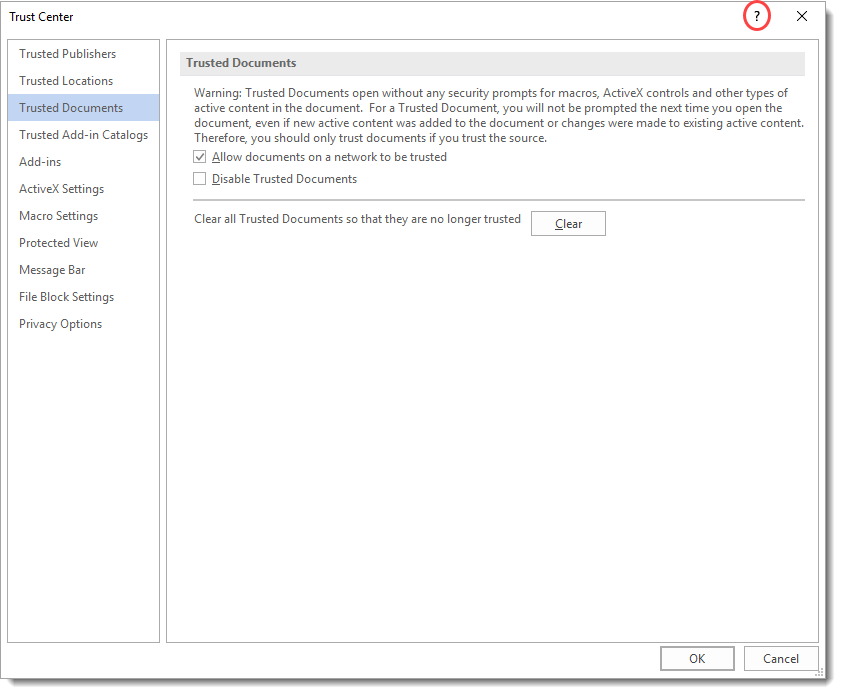 Trust Center
?
Trusted Publishers
Trusted Locations
Trusted Documents
Trusted Add-in Catalogs
Add-ins
ActiveX Settings
Macro Settings
Protected View
Message Bar
File Block Settings
Privacy Options
Trusted Documents
Warning: Trusted Documents open without any security prompts for macros, ActiveX controls and other types of
active content in the document.  For a Trusted Document, you will not be prompted the next time you open the
document, even if new active content was added to the document or changes were made to existing active content.
Therefore, you should only trust documents if you trust the source.
Allow documents on a network to be trusted
Disable Trusted Documents
Clear all Trusted Documents so that they are no longer trusted
Clear
OK
Cancel